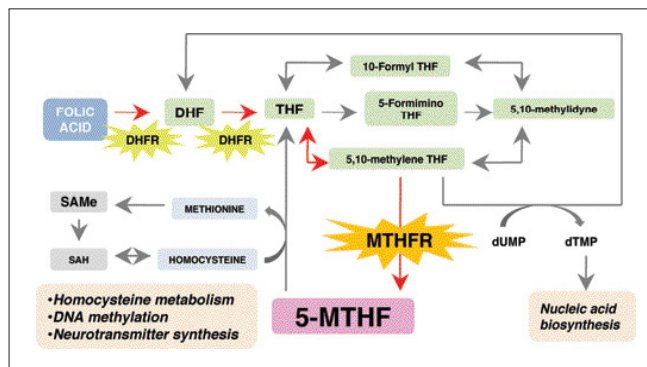 10-Formyl THF
FOLIC
ACID
DHF
THF
5-Formimino
THF
5,10-methylidyne
DHFR
DHFR
5,10-methylene THF
SAMe
METHIONINE
MTHFR
dUMP
dTMP
SAH
HOMOCYSTEINE
•Homocysteine metabolism
•DNA methylation
•Neurotransmitter synthesis
5-MTHF
Nucleic acid
biosynthesis